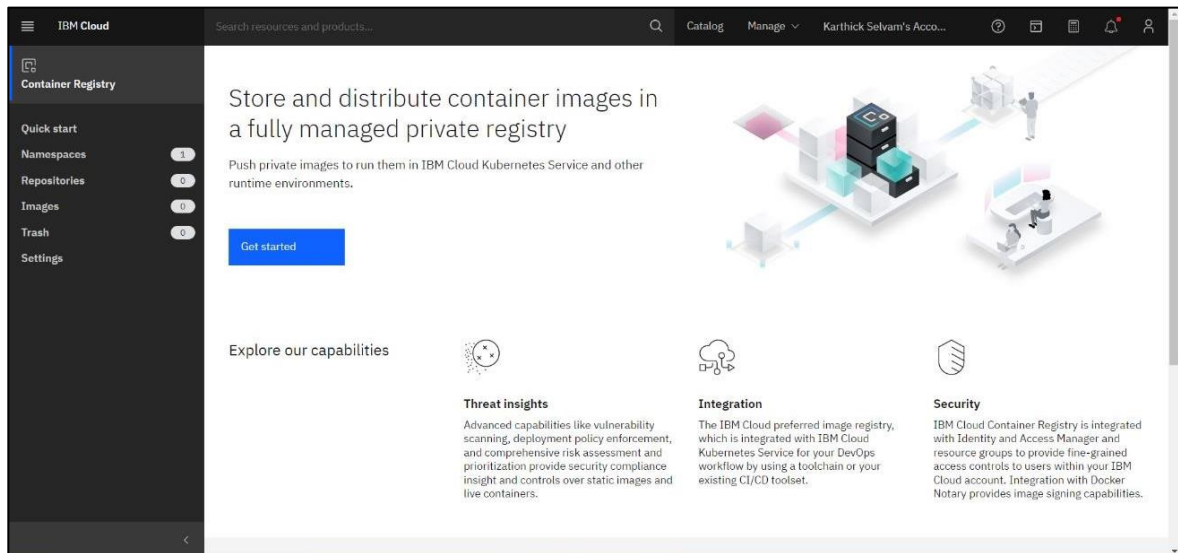 IBM Cloud
Search resources and products...
Catalog
Manage
Karthick Selvam's Acco...
Container Registry
Quick start
Namespaces 1
Repositories 0
Images 0
Trash 0
Settings
Store and distribute container images in
a fully managed private registry
Push private images to run them in IBM Cloud Kubernetes Service and other
runtime environments.
Get started
Explore our capabilities
Threat insights
Advanced capabilities like vulnerability
scanning, deployment policy enforcement,
and comprehensive risk assessment and
prioritization provide security compliance
insight and controls over static images and
live containers.
Integration
The IBM Cloud preferred image registry,
which is integrated with IBM Cloud
Kubernetes Service for your DevOps
workflow by using a toolchain or your
existing CI/CD toolset.
Security
IBM Cloud Container Registry is integrated
with Identity and Access Manager and
resource groups to provide fine-grained
access controls to users within your IBM
Cloud account. Integration with Docker
Notary provides image signing capabilities.